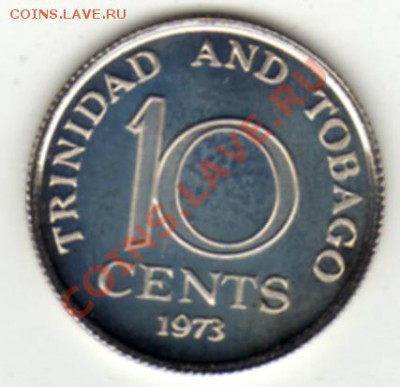 COINS.LAVE.RU
TRINIDAD AND TOBAGO
10
CENTS
1973
COINS.LAVE.RU